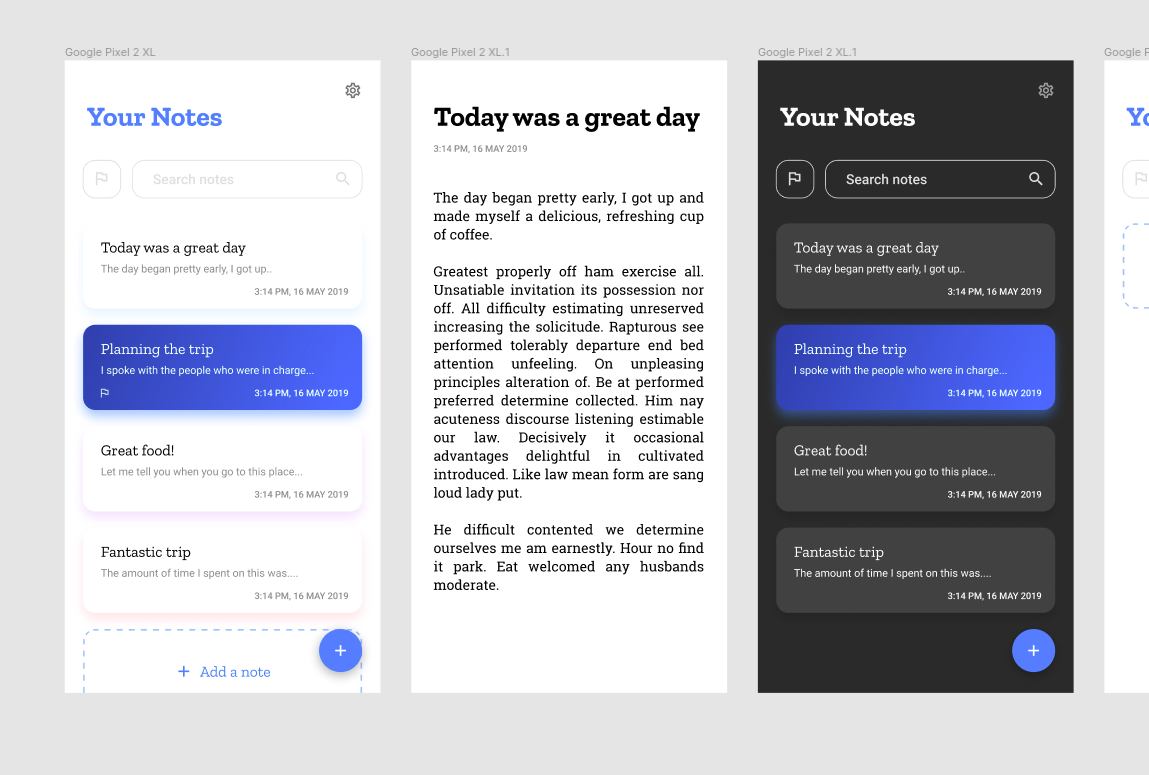 Google Pixel 2 XL
Your Notes
Search notes
Today was a great day
The day began pretty early, I got up..
3:14 PM, 16 MAY 2019
Planning the trip
I spoke with the people who were in charge...
3:14 PM, 16 MAY 2019
Great food!
Let me tell you when you go to this place...
3:14 PM, 16 MAY 2019
Fantastic trip
The amount of time I spent on this was....
3:14 PM, 16 MAY 2019
+ Add a note
+
Google Pixel 2 XL.1
Today was a great day
3:14 PM, 16 MAY 2019
The day began pretty early, I got up and
made myself a delicious, refreshing cup
of coffee.
Greatest properly off ham exercise all.
Unsatiable invitation its possession nor
off. All difficulty estimating unreserved
increasing the solicitude. Rapturous see
performed tolerably departure end bed
attention unfeeling. On unpleasing
principles alteration of. Be at performed
preferred determine collected. Him nay
acuteness discourse listening estimable
our law. Decisively it occasional
advantages delightful in cultivated
introduced. Like law mean form are sang
loud lady put.
He difficult contented we determine
ourselves me am earnestly. Hour no find
it park. Eat welcomed any husbands
moderate.
Google Pixel 2 XL.1
Your Notes
Search notes
Today was a great day
The day began pretty early, I got up..
3:14 PM, 16 MAY 2019
Planning the trip
I spoke with the people who were in charge...
3:14 PM, 16 MAY 2019
Great food!
Let me tell you when you go to this place...
3:14 PM, 16 MAY 2019
Fantastic trip
The amount of time I spent on this was....
3:14 PM, 16 MAY 2019
+
Google
Yo